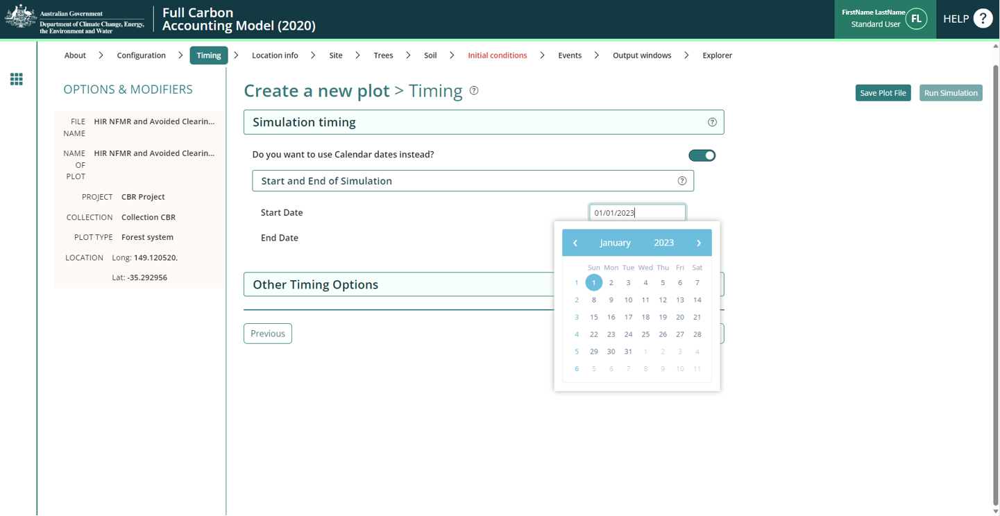 Australian Government
Department of Climate Change, Energy,
the Environment and Water
Full Carbon
Accounting Model (2020)
FirstName LastName
Standard User
FL
HELP ?
About > Configuration > Timing > Location info > Site > Trees > Soil > Initial conditions > Events > Output windows > Explorer
OPTIONS & MODIFIERS
FILE NAME HIR NFMR and Avoided Clearin...
NAME OF PLOT HIR NFMR and Avoided Clearin...
PROJECT CBR Project
COLLECTION Collection CBR
PLOT TYPE Forest system
LOCATION Long: 149.120520,
Lat: -35.292956
Create a new plot > Timing ?
Save Plot File
Run Simulation
Simulation timing ?
Do you want to use Calendar dates instead?
Start and End of Simulation ?
Start Date 01/01/2023
End Date
‹ January 2023 ›
Sun Mon Tue Wed Thu Fri Sat
1 1 2 3 4 5 6 7
2 8 9 10 11 12 13 14
3 15 16 17 18 19 20 21
4 22 23 24 25 26 27 28
5 29 30 31 1 2 3 4
6 5 6 7 8 9 10 11
Other Timing Options
Previous